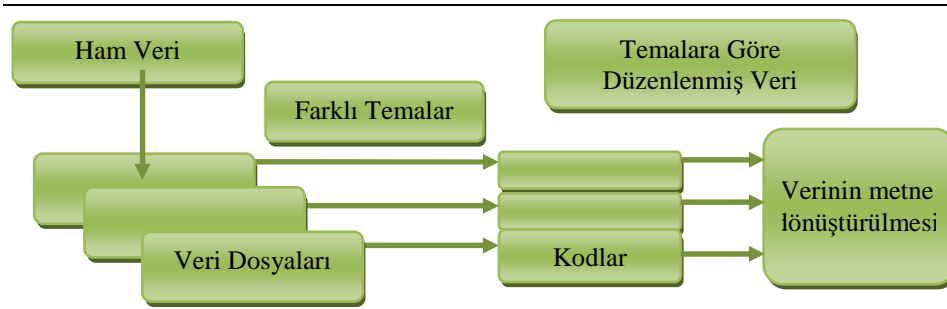 Ham Veri
Temalara Göre
Düzenlenmiş Veri
Farklı Temalar
Verinin metne
lönüştürülmesi
Veri Dosyaları
Kodlar